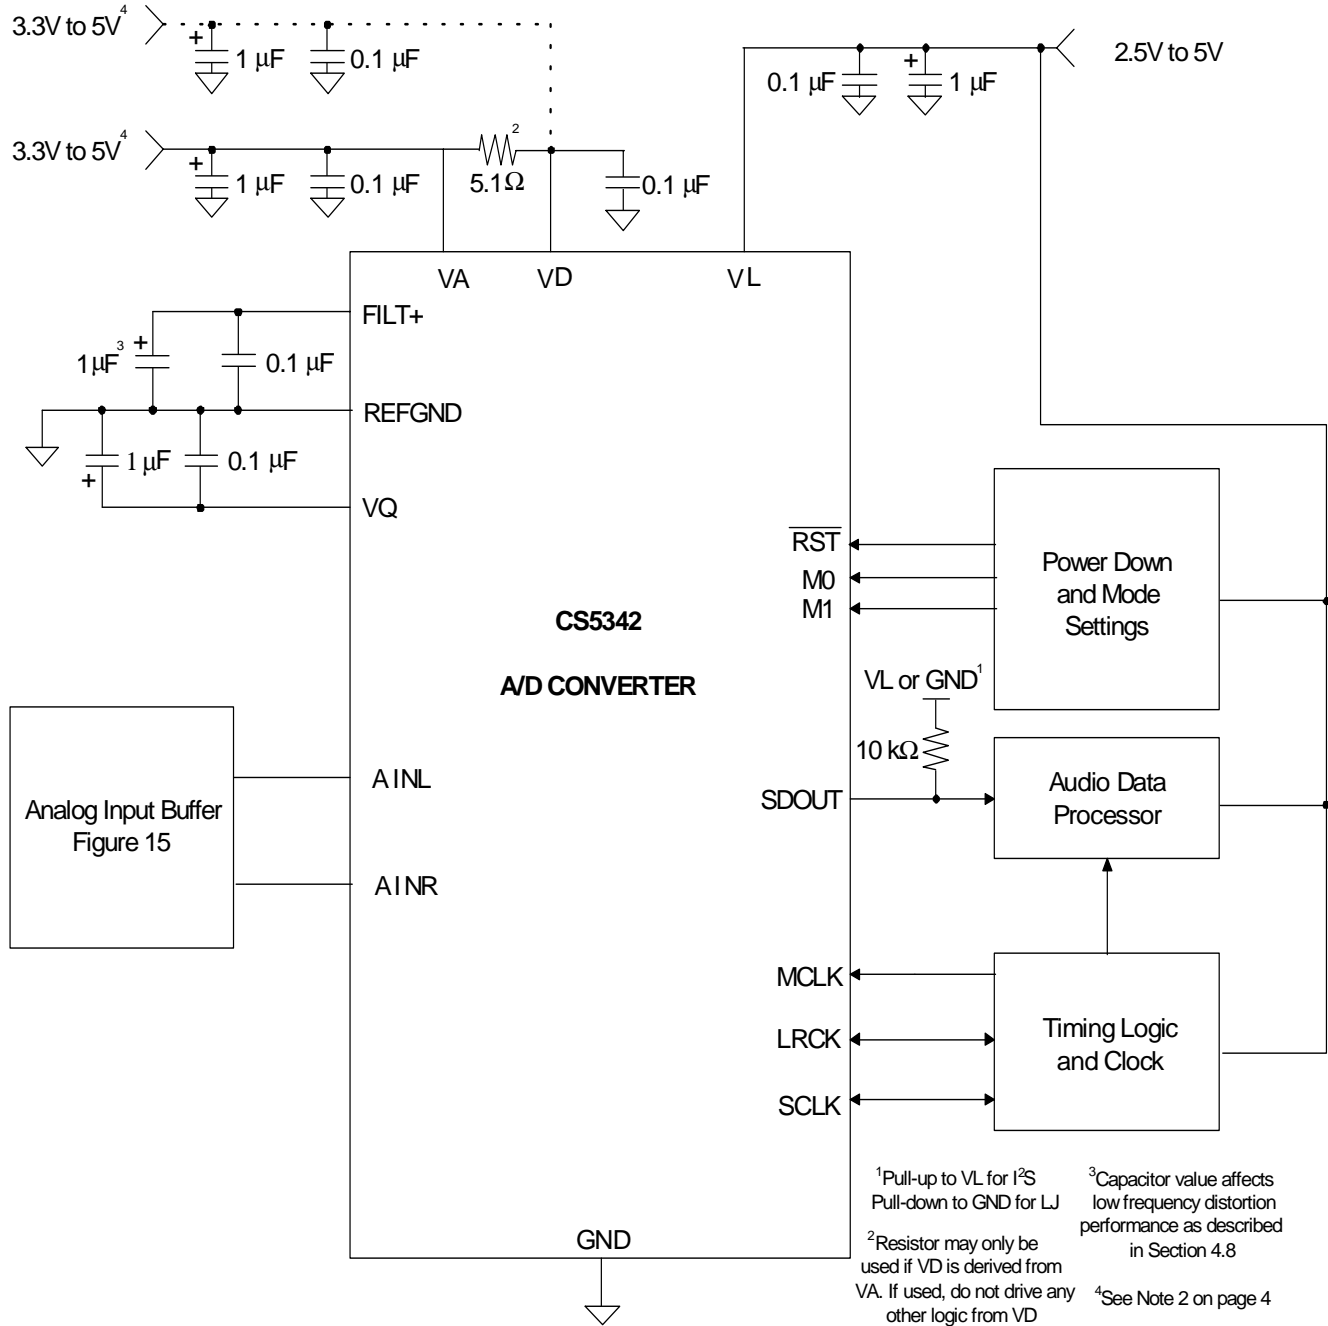 3.3V to 5V⁴
+
1 µF
0.1 µF
0.1 µF
+
1 µF
2.5V to 5V
3.3V to 5V⁴
+
1 µF
0.1 µF
2
5.1Ω
0.1 µF
VA
VD
VL
FILT+
+
1µF³
0.1 µF
REFGND
1 µF
+
0.1 µF
VQ
RST
M0
M1
Power Down
and Mode
Settings
CS5342
A/D CONVERTER
VL or GND¹
10 kΩ
Analog Input Buffer
Figure 15
AINL
AINR
SDOUT
Audio Data
Processor
MCLK
LRCK
SCLK
Timing Logic
and Clock
GND
¹Pull-up to VL for I²S
Pull-down to GND for LJ
²Resistor may only be
used if VD is derived from
VA. If used, do not drive any
other logic from VD
³Capacitor value affects
low frequency distortion
performance as described
in Section 4.8
⁴See Note 2 on page 4